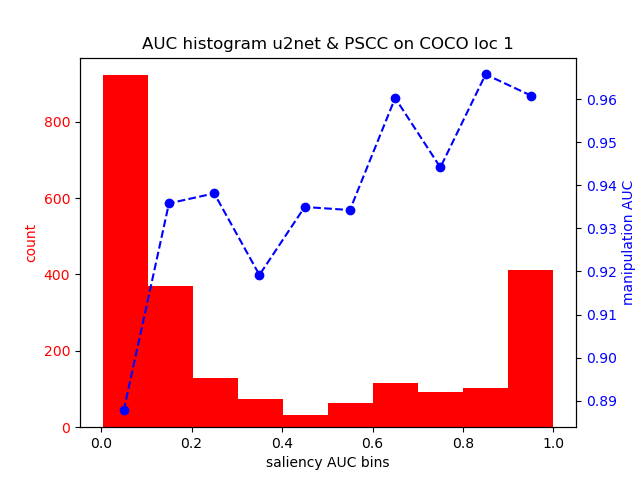 AUC histogram u2net & PSCC on COCO loc 1
800
600
400
200
0
count
0.96
0.95
0.94
0.93
0.92
0.91
0.90
0.89
manipulation AUC
0.0 0.2 0.4 0.6 0.8 1.0
saliency AUC bins